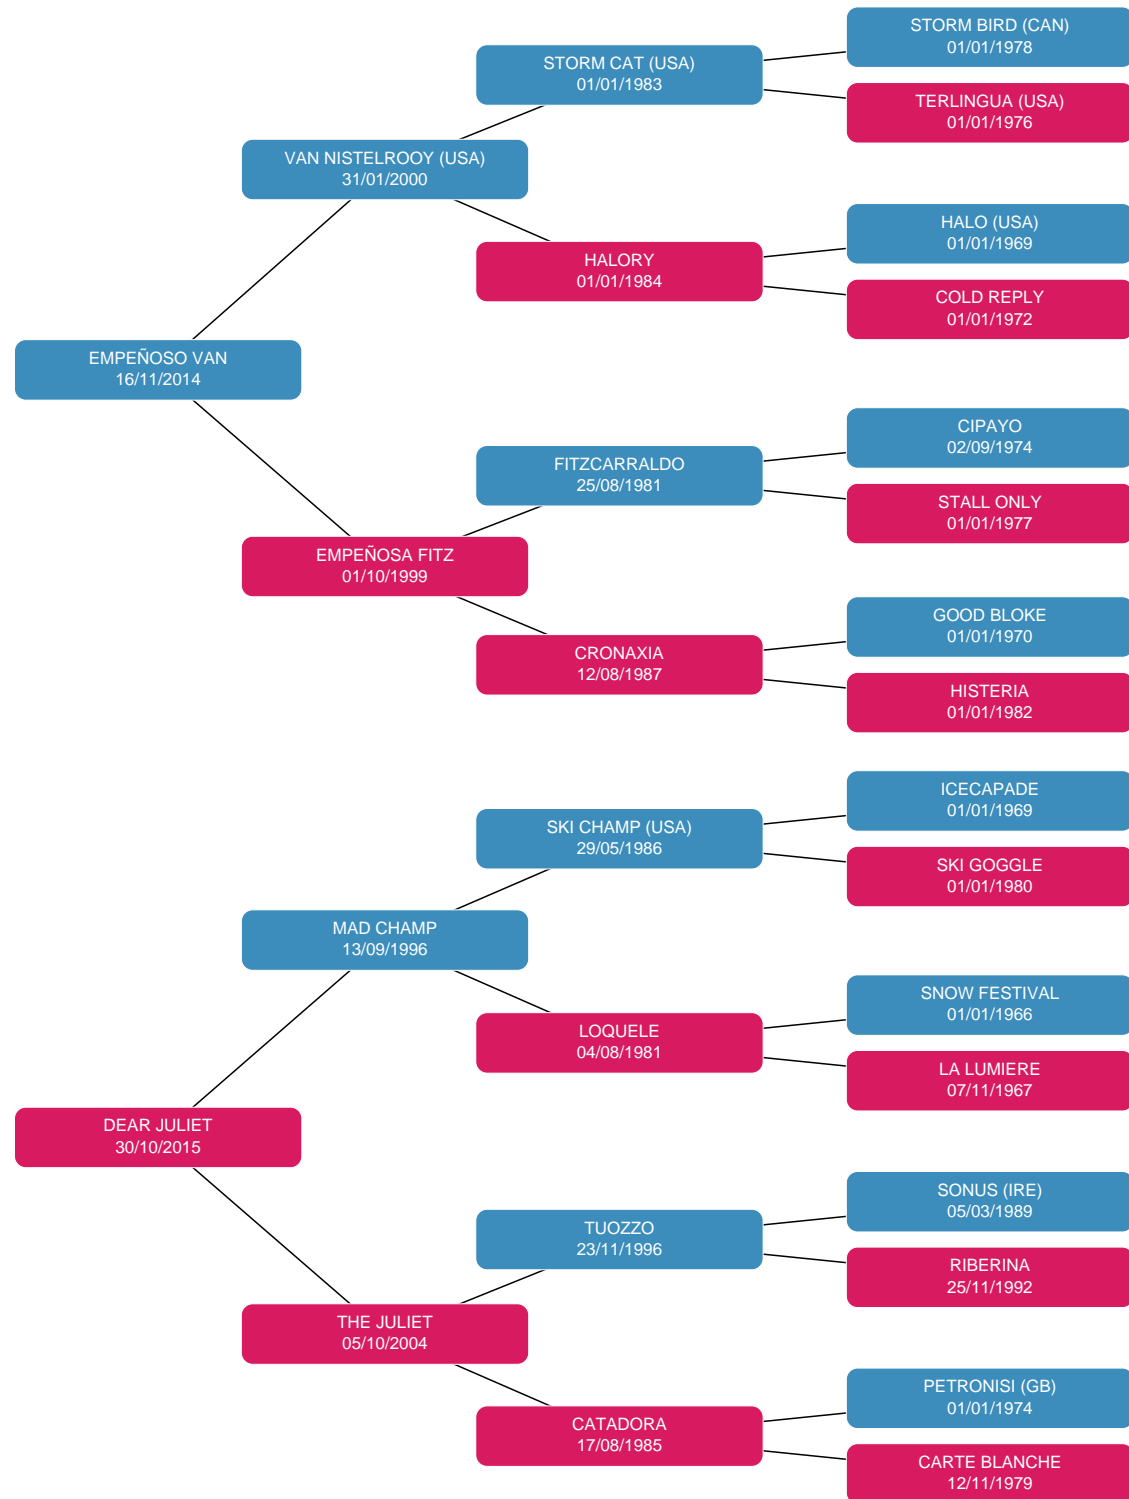 STORM BIRD (CAN)
01/01/1978
STORM CAT (USA)
01/01/1983
TERLINGUA (USA)
01/01/1976
VAN NISTELROOY (USA)
31/01/2000
HALO (USA)
01/01/1969
HALORY
01/01/1984
COLD REPLY
01/01/1972
EMPEÑOSO VAN
16/11/2014
CIPAYO
02/09/1974
FITZCARRALDO
25/08/1981
STALL ONLY
01/01/1977
EMPEÑOSA FITZ
01/10/1999
GOOD BLOKE
01/01/1970
CRONAXIA
12/08/1987
HISTERIA
01/01/1982
ICECAPADE
01/01/1969
SKI CHAMP (USA)
29/05/1986
SKI GOGGLE
01/01/1980
MAD CHAMP
13/09/1996
SNOW FESTIVAL
01/01/1966
LOQUELE
04/08/1981
LA LUMIERE
07/11/1967
DEAR JULIET
30/10/2015
SONUS (IRE)
05/03/1989
TUOZZO
23/11/1996
RIBERINA
25/11/1992
THE JULIET
05/10/2004
PETRONISI (GB)
01/01/1974
CATADORA
17/08/1985
CARTE BLANCHE
12/11/1979